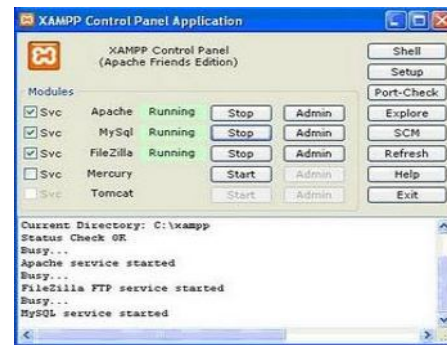 XAMPP Control Panel Application
XAMPP Control Panel
(Apache Friends Edition)
Shell
Setup
Port-Check
Explore
SCM
Refresh
Help
Exit
Modules
Svc Apache Running Stop Admin
Svc MySql Running Stop Admin
Svc FileZilla Running Stop Admin
Svc Mercury Start Admin
Svc Tomcat Start Admin
Current Directory: C:\xampp
Status Check OK
Busy...
Apache service started
Busy...
FileZilla FTP service started
Busy...
MySQL service started